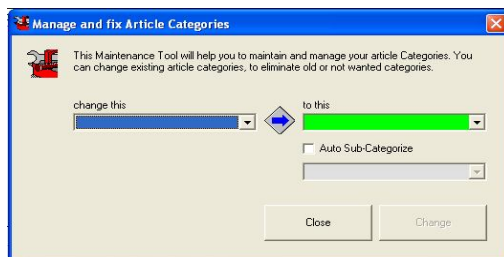 Manage and fix Article Categories
This Maintenance Tool will help you to maintain and manage your article Categories. You
can change existing article categories, to eliminate old or not wanted categories.
change this
to this
Auto Sub-Categorize
Close
Change